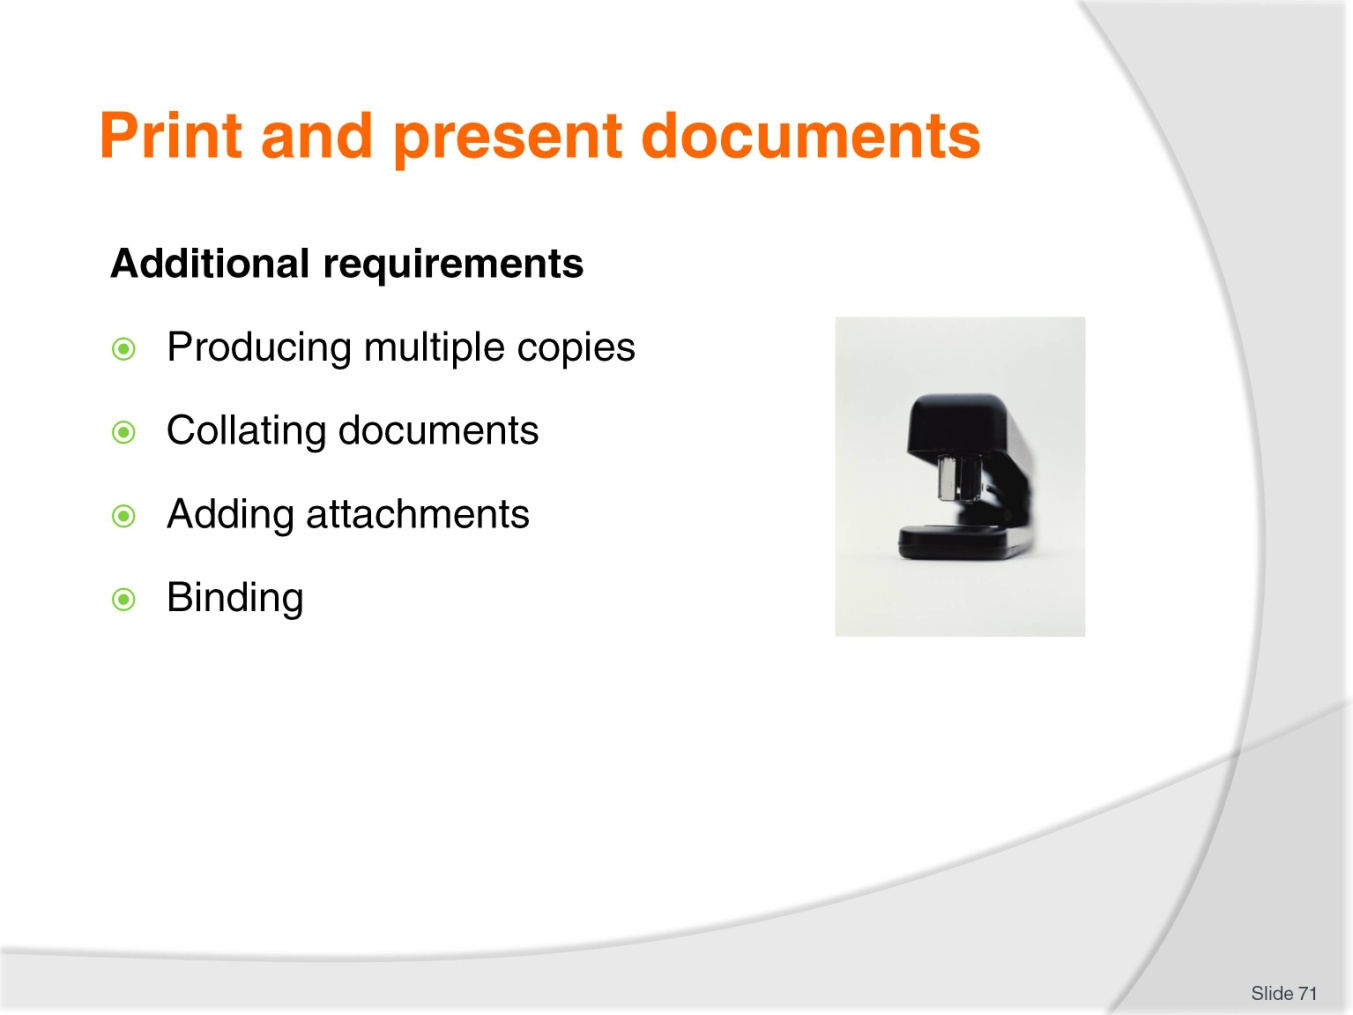 Print and present documents
Additional requirements
Producing multiple copies
Collating documents
Adding attachments
Binding
Slide 71